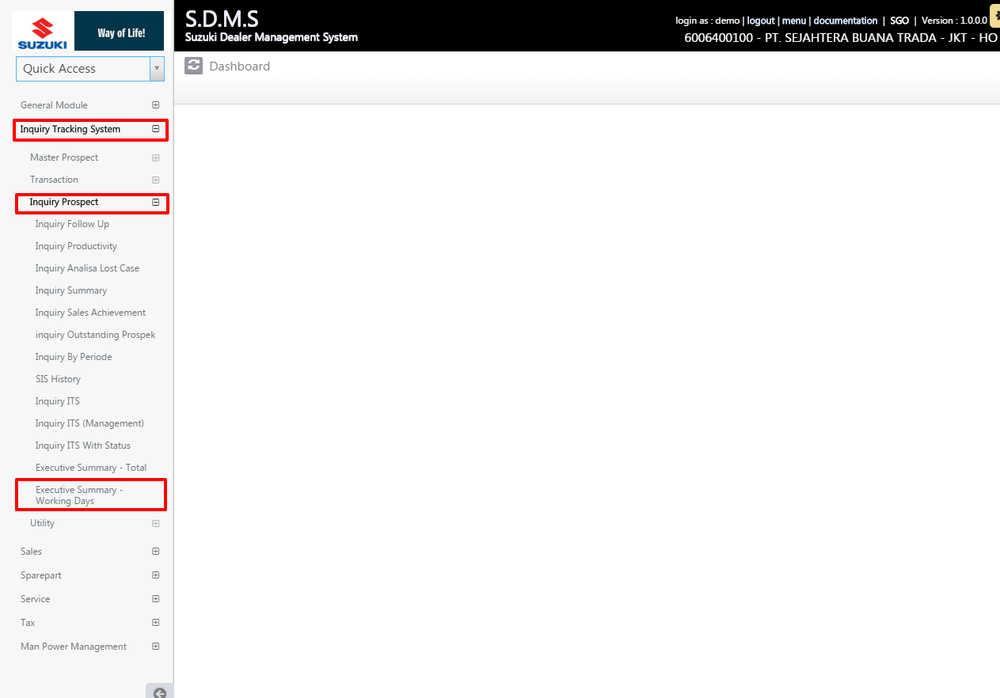 SUZUKI
Way of Life!
S.D.M.S
Suzuki Dealer Management System
login as : demo | logout | menu | documentation | SGO | Version : 1.0.0.0
6006400100 - PT. SEJAHTERA BUANA TRADA - JKT - HO
Quick Access
Dashboard
General Module
Inquiry Tracking System
Master Prospect
Transaction
Inquiry Prospect
Inquiry Follow Up
Inquiry Productivity
Inquiry Analisa Lost Case
Inquiry Summary
Inquiry Sales Achievement
inquiry Outstanding Prospek
Inquiry By Periode
SIS History
Inquiry ITS
Inquiry ITS (Management)
Inquiry ITS With Status
Executive Summary - Total
Executive Summary -
Working Days
Utility
Sales
Sparepart
Service
Tax
Man Power Management